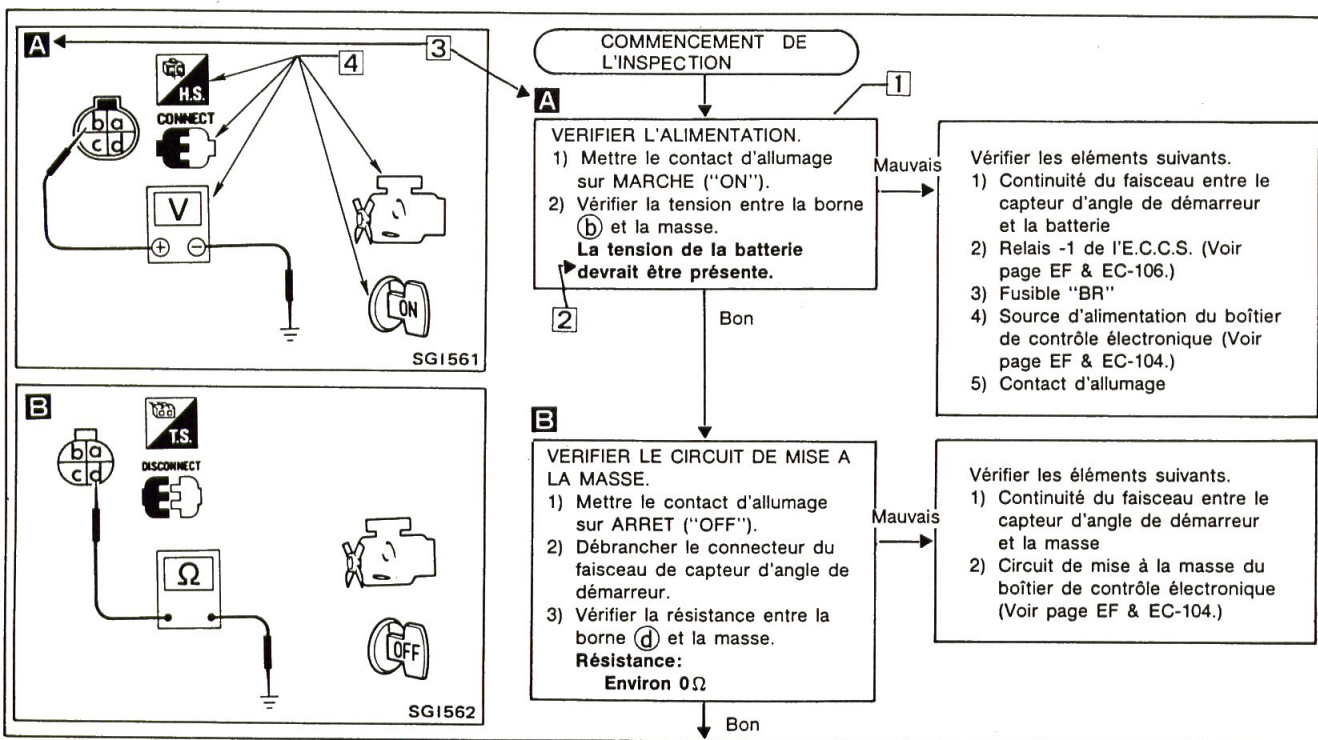 A
3
4
H.S.
CONNECT
b a
c d
V
⊕ ⊖
ON
SGI561
B
T.S.
DISCONNECT
b a
c d
Ω
OFF
SGI562
COMMENCEMENT DE
L'INSPECTION
A
1
VERIFIER L'ALIMENTATION.
1) Mettre le contact d'allumage
sur MARCHE ("ON").
2) Vérifier la tension entre la borne
ⓑ et la masse.
La tension de la batterie
devrait être présente.
2
Mauvais
Bon
Vérifier les eléments suivants.
1) Continuité du faisceau entre le
capteur d'angle de démarreur
et la batterie
2) Relais -1 de l'E.C.C.S. (Voir
page EF & EC-106.)
3) Fusible "BR"
4) Source d'alimentation du boîtier
de contrôle électronique (Voir
page EF & EC-104.)
5) Contact d'allumage
B
VERIFIER LE CIRCUIT DE MISE A
LA MASSE.
1) Mettre le contact d'allumage
sur ARRET ("OFF").
2) Débrancher le connecteur du
faisceau de capteur d'angle de
démarreur.
3) Vérifier la résistance entre la
borne ⓓ et la masse.
Résistance:
Environ 0Ω
Mauvais
Bon
Vérifier les éléments suivants.
1) Continuité du faisceau entre le
capteur d'angle de démarreur
et la masse
2) Circuit de mise à la masse du
boîtier de contrôle électronique
(Voir page EF & EC-104.)